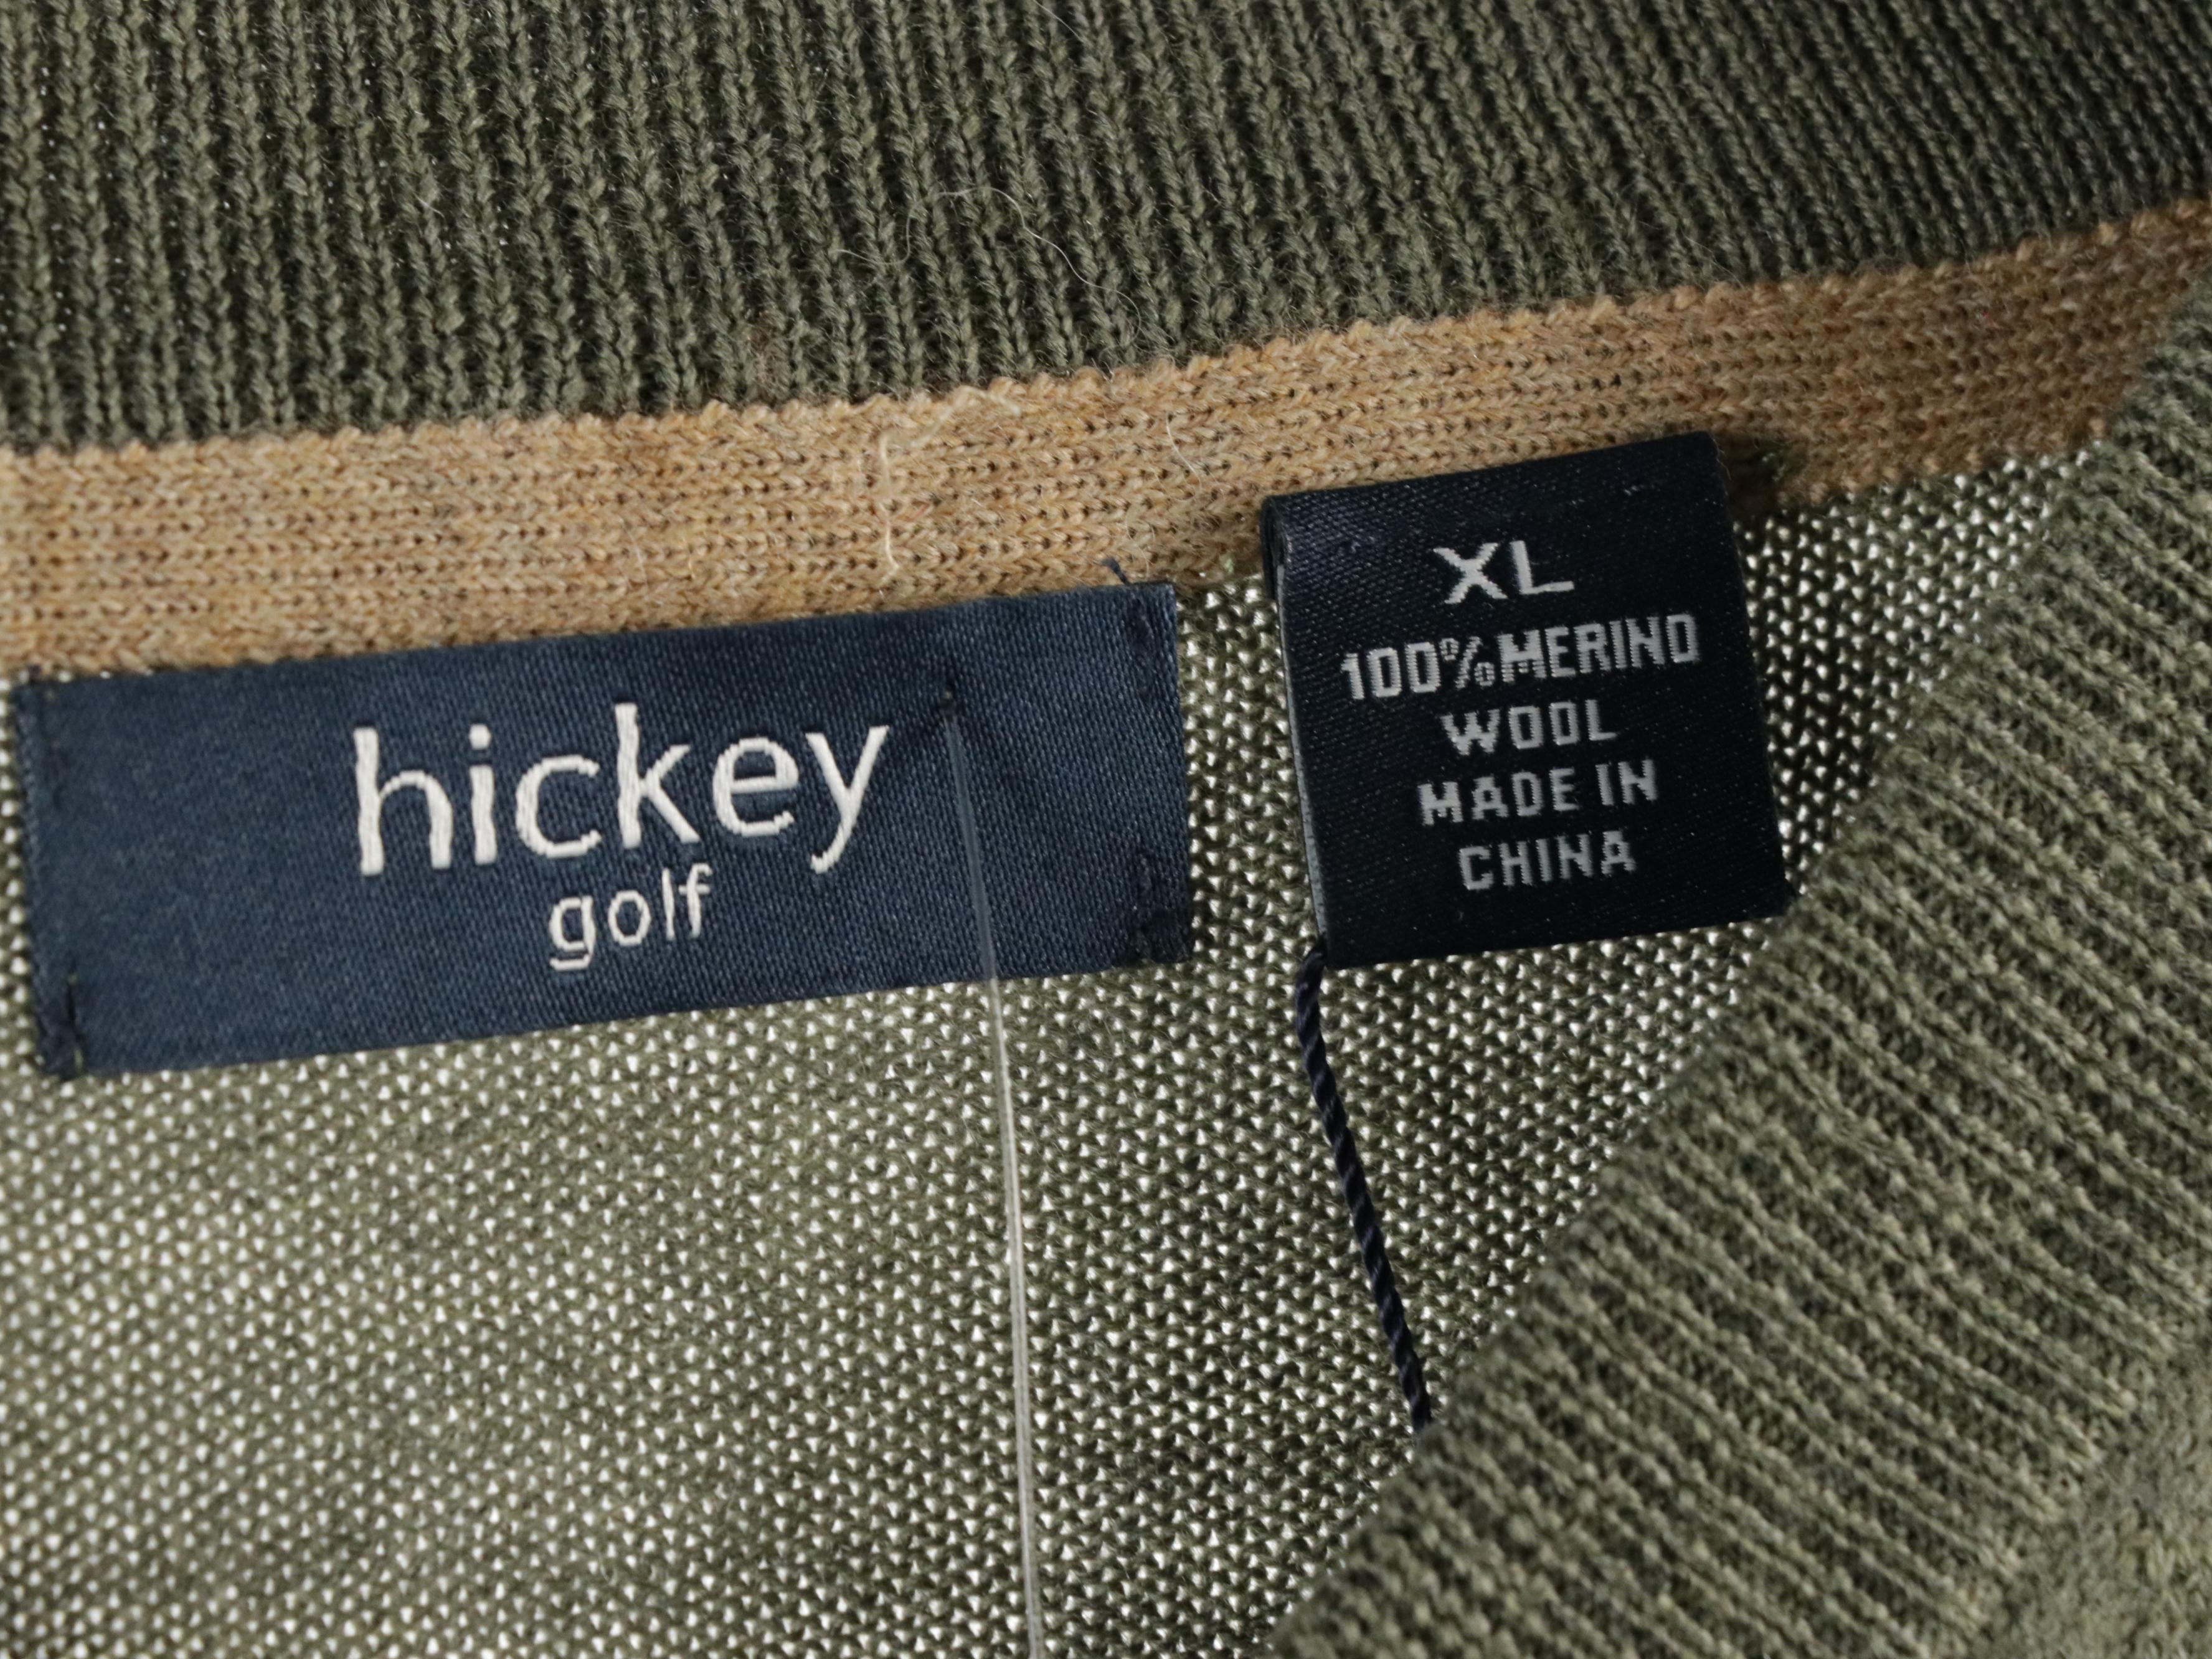 hickey
golf
XL
100% MERINO
WOOL
MADE IN
CHINA